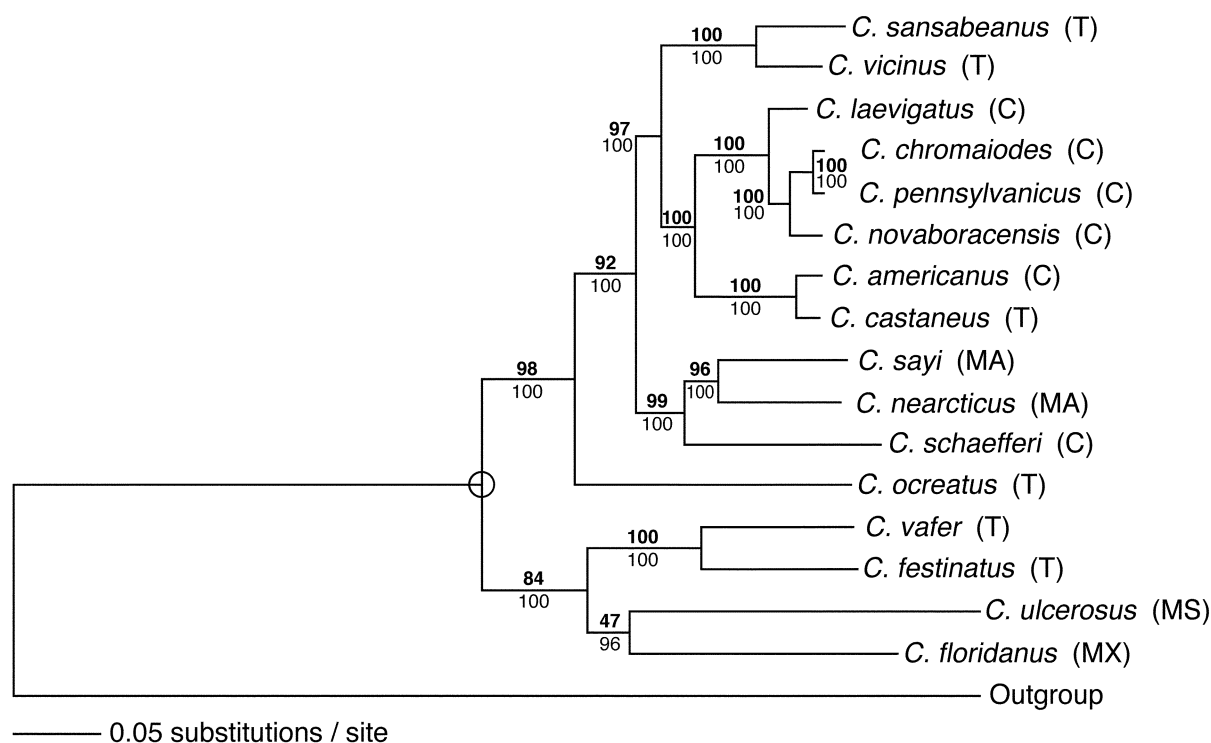 100
100
C. sansabeanus (T)
C. vicinus (T)
C. laevigatus (C)
97
100
100
100
C. chromaiodes (C)
100
100
C. pennsylvanicus (C)
100
100
C. novaboracensis (C)
100
100
92
100
C. americanus (C)
100
100
C. castaneus (T)
C. sayi (MA)
96
100
98
100
C. nearcticus (MA)
99
100
C. schaefferi (C)
C. ocreatus (T)
C. vafer (T)
100
100
C. festinatus (T)
84
100
C. ulcerosus (MS)
47
96
C. floridanus (MX)
Outgroup
0.05 substitutions / site